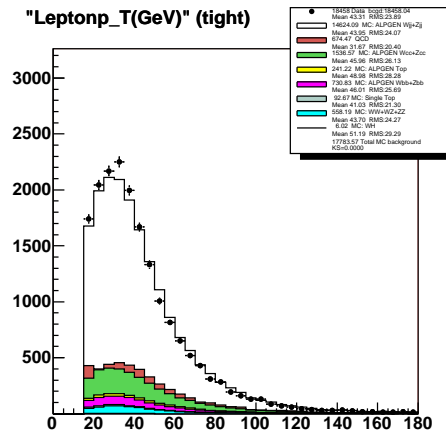 "Leptonp_T(GeV)" (tight)
18458 Data bcgd:18458.04
Mean 43.31 RMS:23.89
14624.09 MC: ALPGEN Wjj+Zjj
Mean 43.95 RMS:24.07
674.47 QCD
Mean 31.67 RMS:20.40
1536.57 MC: ALPGEN Wcc+Zcc
Mean 45.96 RMS:26.13
241.22 MC: ALPGEN Top
Mean 48.98 RMS:28.28
730.83 MC: ALPGEN Wbb+Zbb
Mean 46.01 RMS:25.69
92.67 MC: Single Top
Mean 41.03 RMS:21.30
558.19 MC: WW+WZ+ZZ
Mean 43.70 RMS:24.27
6.02 MC: WH
Mean 51.19 RMS:29.29
17783.57 Total MC background
KS=0.0000
3000
2500
2000
1500
1000
500
0 20 40 60 80 100 120 140 160 180